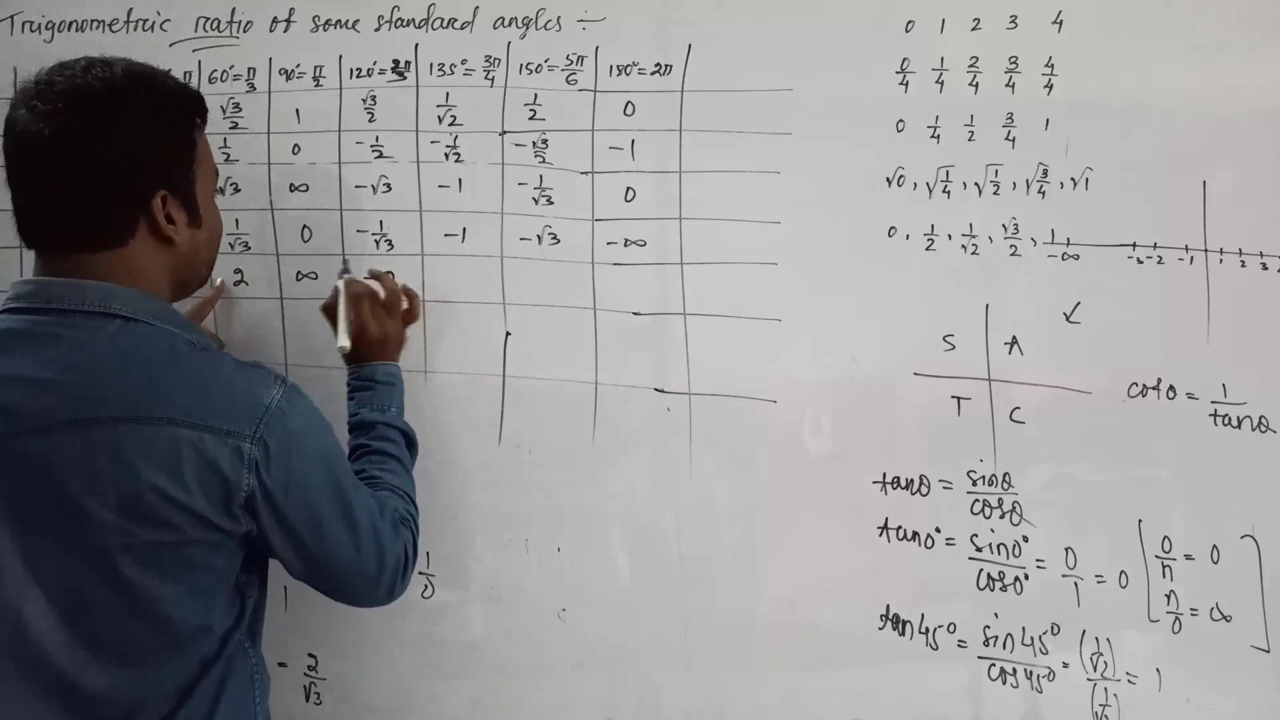 Trigonometric ratio of some standard angles ÷
60° = π/3 90° = π/2 120° = 2π/3 135° = 3π/4 150° = 5π/6 180° = 2π
√3/2 1 √3/2 1/√2 1/2 0
1/2 0 -1/2 -1/√2 -√3/2 -1
√3 ∞ -√3 -1 -1/√3 0
1/√3 0 -1/√3 -1 -√3 -∞
2 ∞
1/0
1
= 2/√3
0 1 2 3 4
0/4 1/4 2/4 3/4 4/4
0 1/4 1/2 3/4 1
√0, √1/4, √1/2, √3/4, √1
0, 1/2, 1/√2, √3/2, 1
-∞ -3 -2 -1 1 2 3
S A
T C
cotθ = 1/tanθ
tanθ = sinθ/cosθ
tan0° = sin0°/cos0° = 0/1 = 0
[0/n = 0
n/0 = ∞]
tan45° = sin45°/cos45° = (1/√2)/(1/√2) = 1